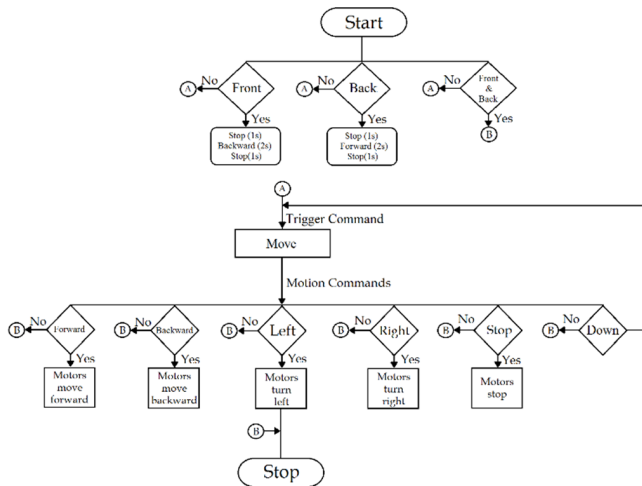 Start
No
Front
A
Yes
Stop (1s)
Backward (2s)
Stop(1s)
No
Back
A
Yes
Stop (1s)
Forward (2s)
Stop(1s)
No
Front
&
Back
A
Yes
B
A
Trigger Command
Move
Motion Commands
No
Forward
B
Yes
Motors
move
forward
No
Backward
B
Yes
Motors
move
backward
No
Left
B
Yes
Motors
turn
left
No
Right
B
Yes
Motors
turn
right
No
Stop
B
Yes
Motors
stop
No
Down
B
B
Stop